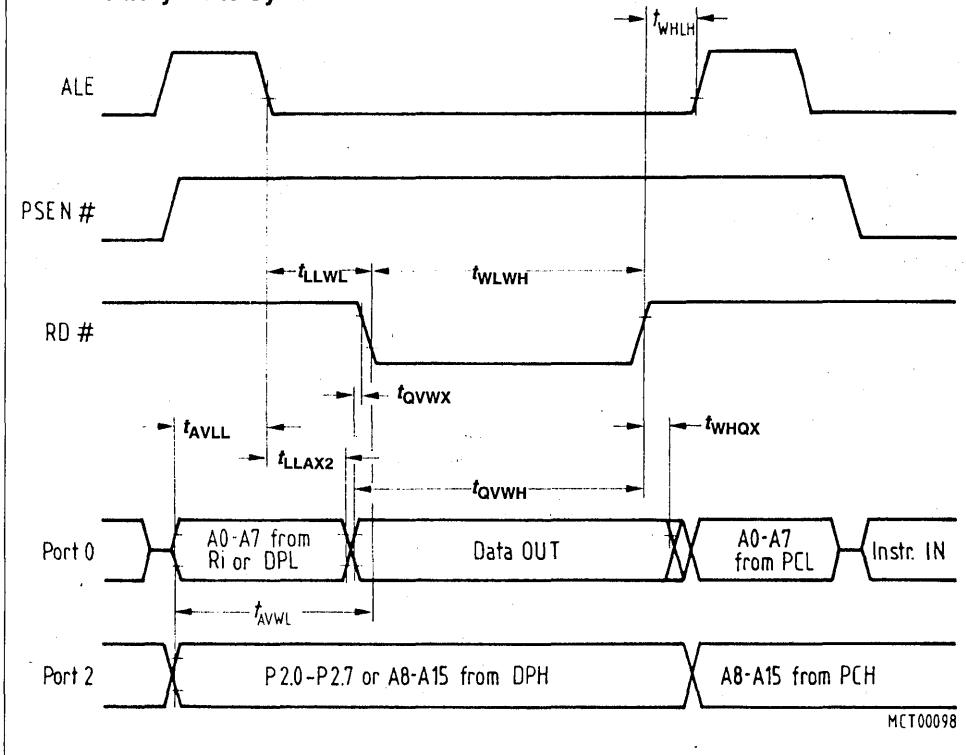 tWHLH
ALE
PSEN #
tLLWL tWLWH
RD #
tQVWX
tAVLL tWHQX
tLLAX2
tQVWH
Port 0 A0-A7 from Ri or DPL Data OUT A0-A7 from PCL Instr. IN
tAVWL
Port 2 P2.0-P2.7 or A8-A15 from DPH A8-A15 from PCH
MCT00098